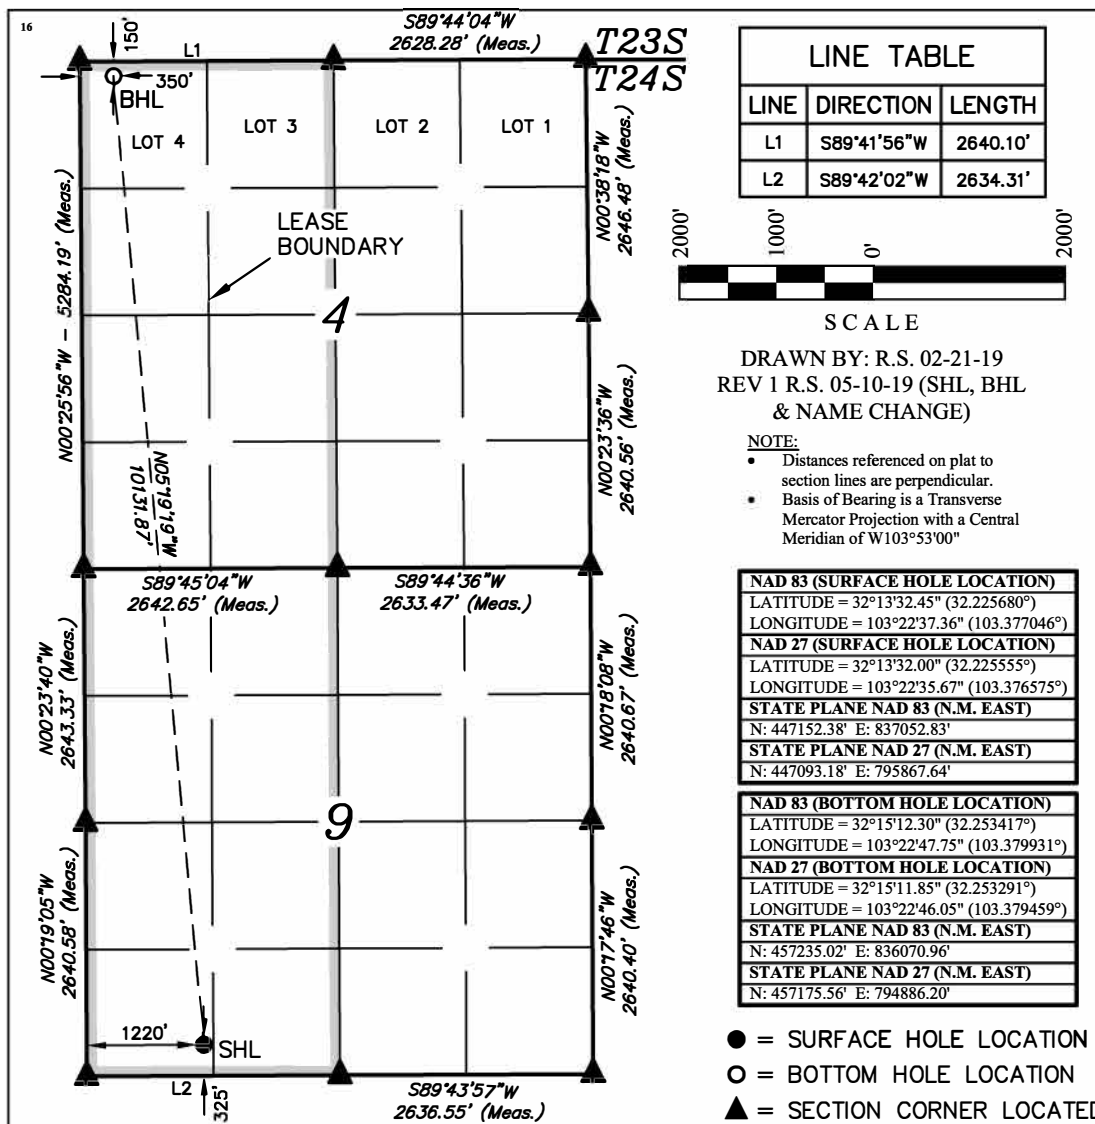 16
150'
L1
S89°44'04"W
2628.28' (Meas.)
T23S
T24S
350'
BHL
LOT 4
LOT 3
LOT 2
LOT 1
N00°38'18"W
2646.48' (Meas.)
LEASE
BOUNDARY
N00°25'56"W - 5284.19' (Meas.)
4
N00°23'36"W
2640.56' (Meas.)
N05°19'19"W
10131.87'
S89°45'04"W
2642.65' (Meas.)
S89°44'36"W
2633.47' (Meas.)
N00°23'40"W
2643.33' (Meas.)
N00°18'08"W
2640.67' (Meas.)
9
N00°19'05"W
2640.58' (Meas.)
N00°17'46"W
2640.40' (Meas.)
1220'
SHL
L2
325'
S89°43'57"W
2636.55' (Meas.)
LINE TABLE
LINE DIRECTION LENGTH
L1 S89°41'56"W 2640.10'
L2 S89°42'02"W 2634.31'
2000' 1000' 0' 2000'
SCALE
DRAWN BY: R.S. 02-21-19
REV 1 R.S. 05-10-19 (SHL, BHL
& NAME CHANGE)
NOTE:
• Distances referenced on plat to
section lines are perpendicular.
• Basis of Bearing is a Transverse
Mercator Projection with a Central
Meridian of W103°53'00"
NAD 83 (SURFACE HOLE LOCATION)
LATITUDE = 32°13'32.45" (32.225680°)
LONGITUDE = 103°22'37.36" (103.377046°)
NAD 27 (SURFACE HOLE LOCATION)
LATITUDE = 32°13'32.00" (32.225555°)
LONGITUDE = 103°22'35.67" (103.376575°)
STATE PLANE NAD 83 (N.M. EAST)
N: 447152.38' E: 837052.83'
STATE PLANE NAD 27 (N.M. EAST)
N: 447093.18' E: 795867.64'
NAD 83 (BOTTOM HOLE LOCATION)
LATITUDE = 32°15'12.30" (32.253417°)
LONGITUDE = 103°22'47.75" (103.379931°)
NAD 27 (BOTTOM HOLE LOCATION)
LATITUDE = 32°15'11.85" (32.253291°)
LONGITUDE = 103°22'46.05" (103.379459°)
STATE PLANE NAD 83 (N.M. EAST)
N: 457235.02' E: 836070.96'
STATE PLANE NAD 27 (N.M. EAST)
N: 457175.56' E: 794886.20'
= SURFACE HOLE LOCATION
= BOTTOM HOLE LOCATION
= SECTION CORNER LOCATED